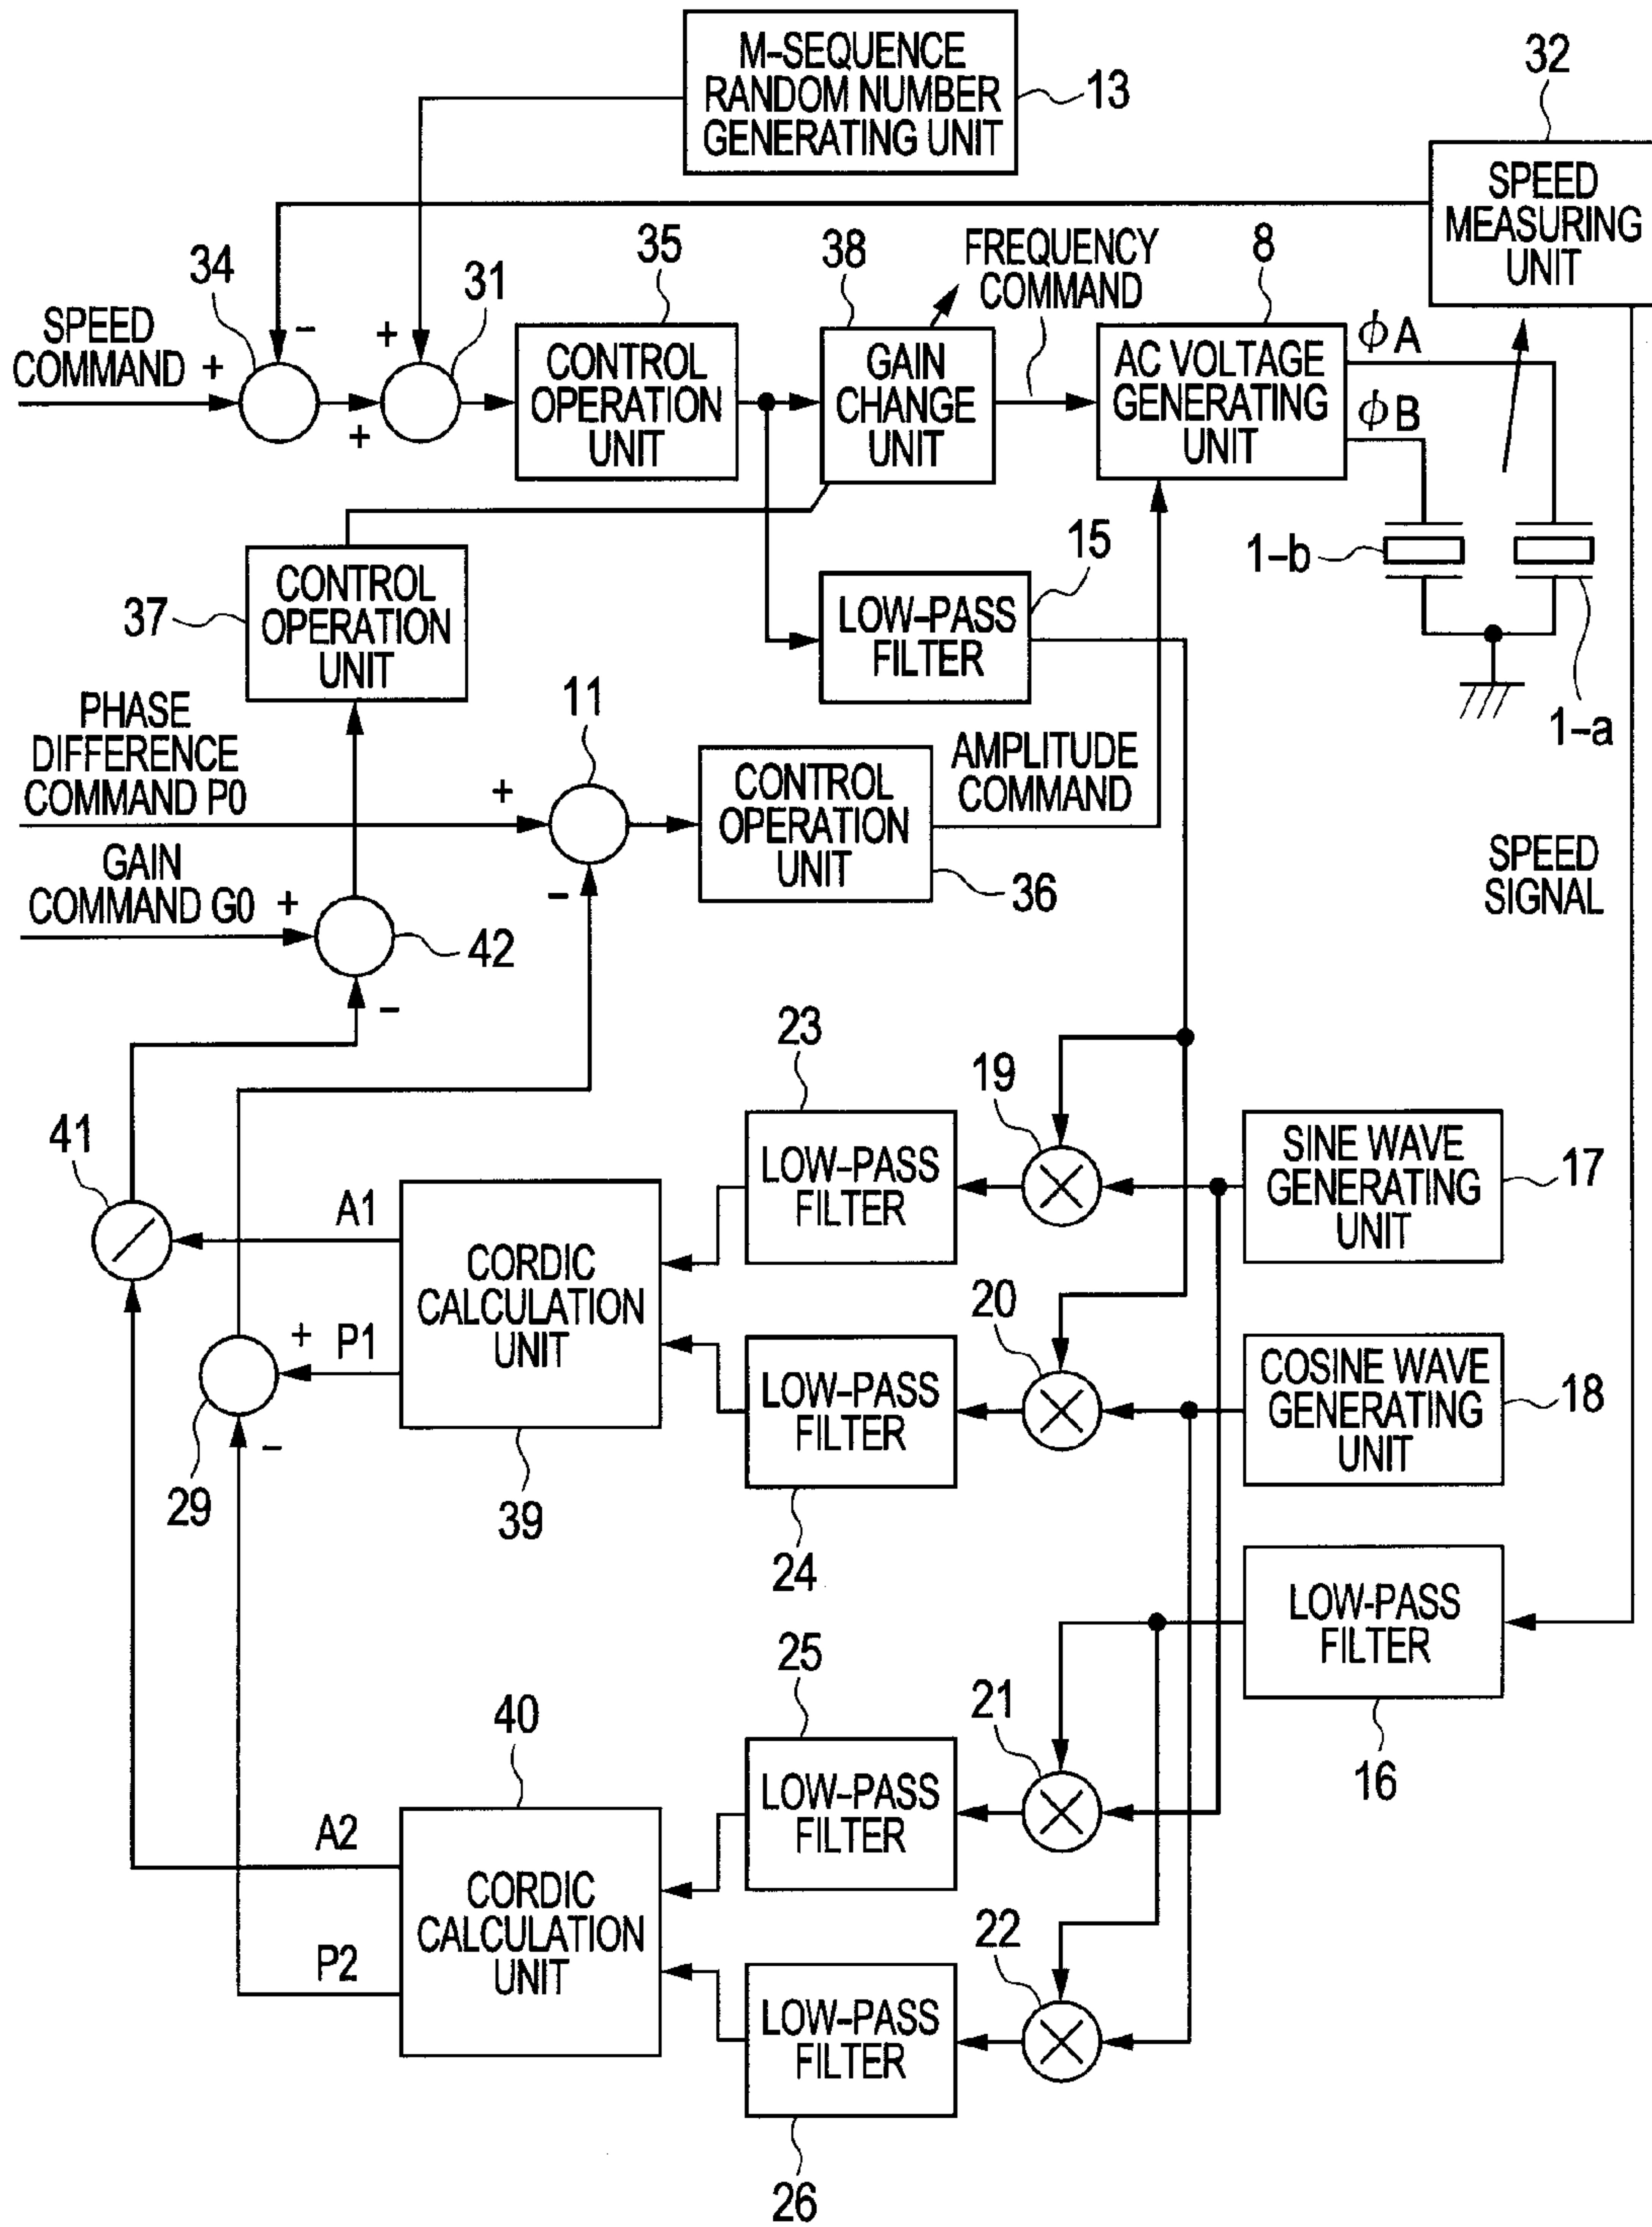 M-SEQUENCE
RANDOM NUMBER
GENERATING UNIT
13
32
SPEED
MEASURING
UNIT
34
31
35
38
FREQUENCY
COMMAND
8
SPEED
COMMAND
+
-
+
+
CONTROL
OPERATION
UNIT
GAIN
CHANGE
UNIT
AC VOLTAGE
GENERATING
UNIT
ϕA
ϕB
37
CONTROL
OPERATION
UNIT
15
LOW-PASS
FILTER
1-b
1-a
PHASE
DIFFERENCE
COMMAND P0
11
+
-
CONTROL
OPERATION
UNIT
36
AMPLITUDE
COMMAND
GAIN
COMMAND G0
+
-
42
SPEED
SIGNAL
23
LOW-PASS
FILTER
19
SINE WAVE
GENERATING
UNIT
17
41
A1
CORDIC
CALCULATION
UNIT
39
+
P1
-
29
20
LOW-PASS
FILTER
24
COSINE WAVE
GENERATING
UNIT
18
LOW-PASS
FILTER
16
25
LOW-PASS
FILTER
21
40
A2
CORDIC
CALCULATION
UNIT
P2
22
LOW-PASS
FILTER
26